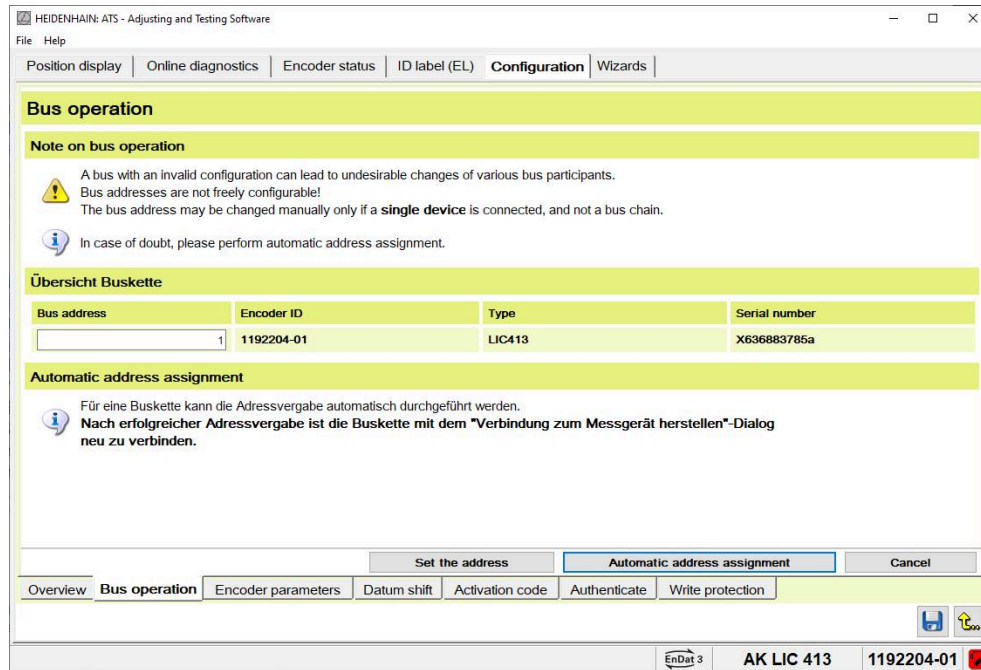 HEIDENHAIN: ATS - Adjusting and Testing Software
File Help
Position display Online diagnostics Encoder status ID label (EL) Configuration Wizards
Bus operation
Note on bus operation
A bus with an invalid configuration can lead to undesirable changes of various bus participants.
Bus addresses are not freely configurable!
The bus address may be changed manually only if a single device is connected, and not a bus chain.
In case of doubt, please perform automatic address assignment.
Übersicht Buskette
Bus address Encoder ID Type Serial number
1 1192204-01 LIC413 X636883785a
Automatic address assignment
Für eine Buskette kann die Adressvergabe automatisch durchgeführt werden.
Nach erfolgreicher Adressvergabe ist die Buskette mit dem "Verbindung zum Messgerät herstellen"-Dialog
neu zu verbinden.
Set the address Automatic address assignment Cancel
Overview Bus operation Encoder parameters Datum shift Activation code Authenticate Write protection
EnDat 3 AK LIC 413 1192204-01